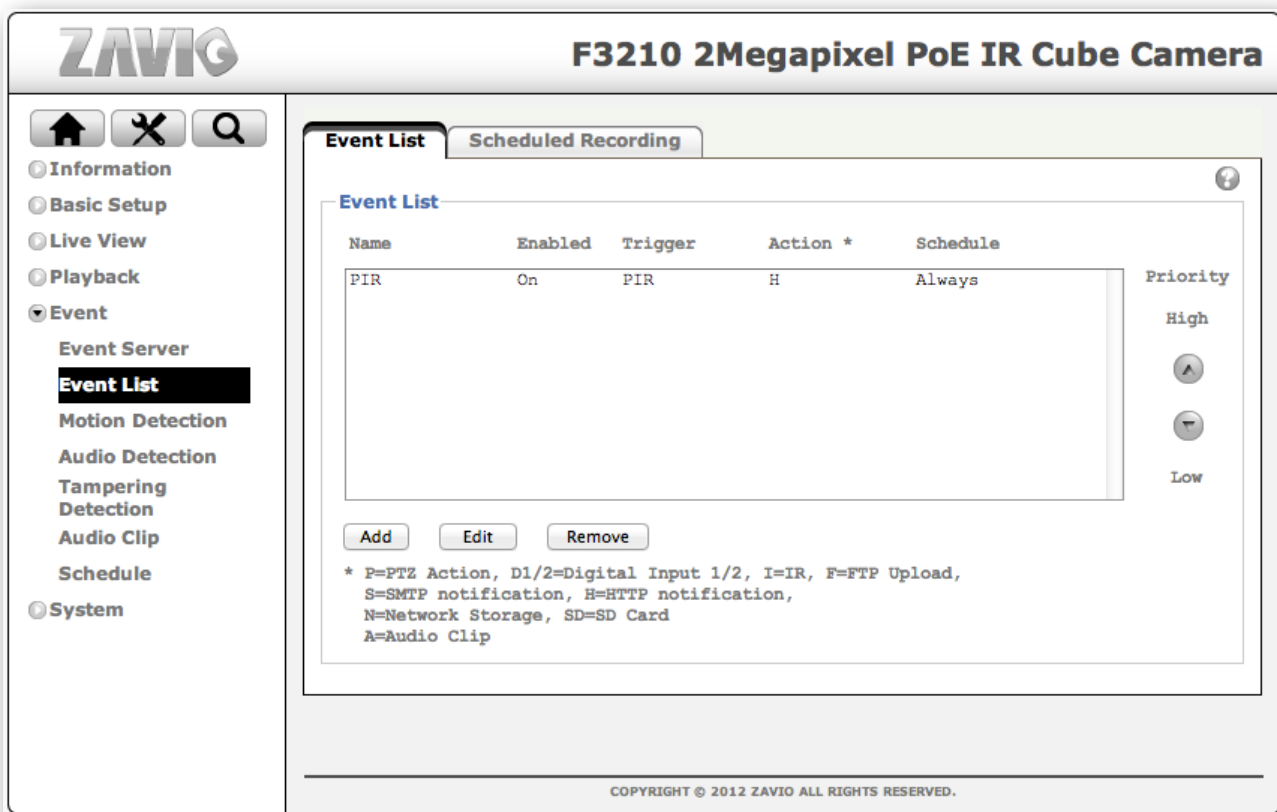 ZAVIO
F3210 2Megapixel PoE IR Cube Camera
Information
Basic Setup
Live View
Playback
Event
Event Server
Event List
Motion Detection
Audio Detection
Tampering
Detection
Audio Clip
Schedule
System
Event List Scheduled Recording
?
Event List
Name Enabled Trigger Action * Schedule
PIR On PIR H Always
Priority
High
Low
Add Edit Remove
* P=PTZ Action, D1/2=Digital Input 1/2, I=IR, F=FTP Upload,
S=SMTP notification, H=HTTP notification,
N=Network Storage, SD=SD Card
A=Audio Clip
COPYRIGHT © 2012 ZAVIO ALL RIGHTS RESERVED.